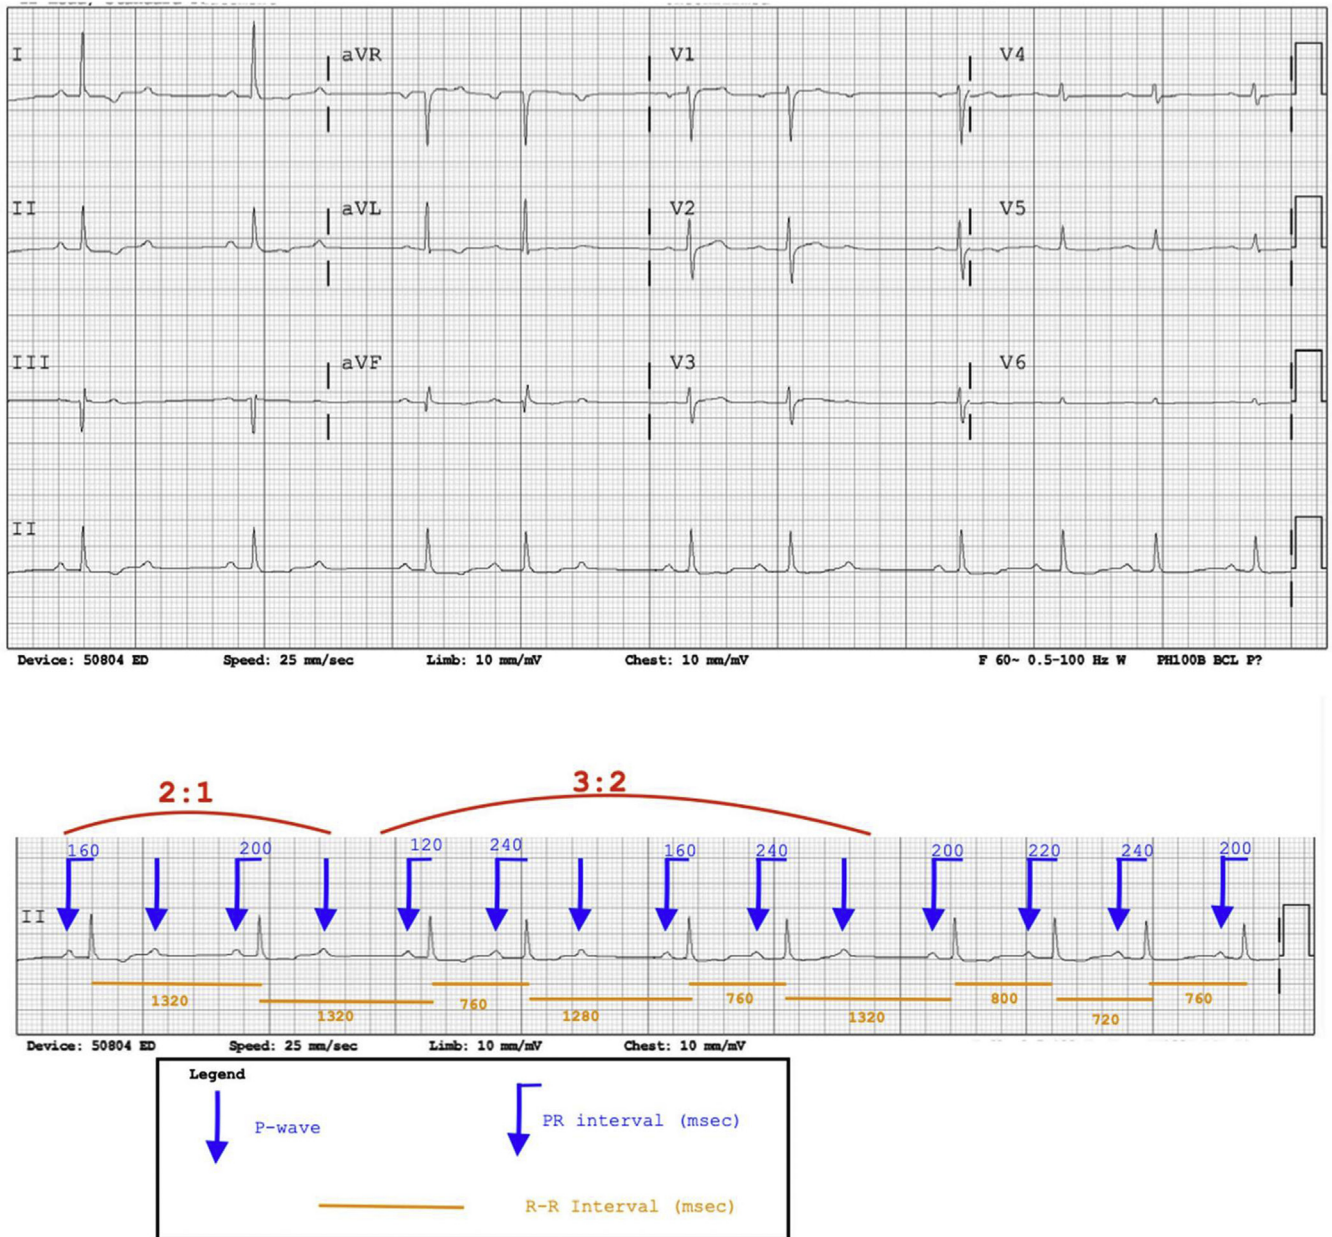 I aVR V1 V4
II aVL V2 V5
III aVF V3 V6
II
Device: 50804 ED Speed: 25 mm/sec Limb: 10 mm/mV Chest: 10 mm/mV F 60~ 0.5-100 Hz W PH100B BCL P?
2:1 3:2
160 200 120 240 160 240 200 220 240 200
II
1320 1320 760 1280 760 1320 800 720 760
Device: 50804 ED Speed: 25 mm/sec Limb: 10 mm/mV Chest: 10 mm/mV
Legend
P-wave PR interval (msec)
R-R Interval (msec)